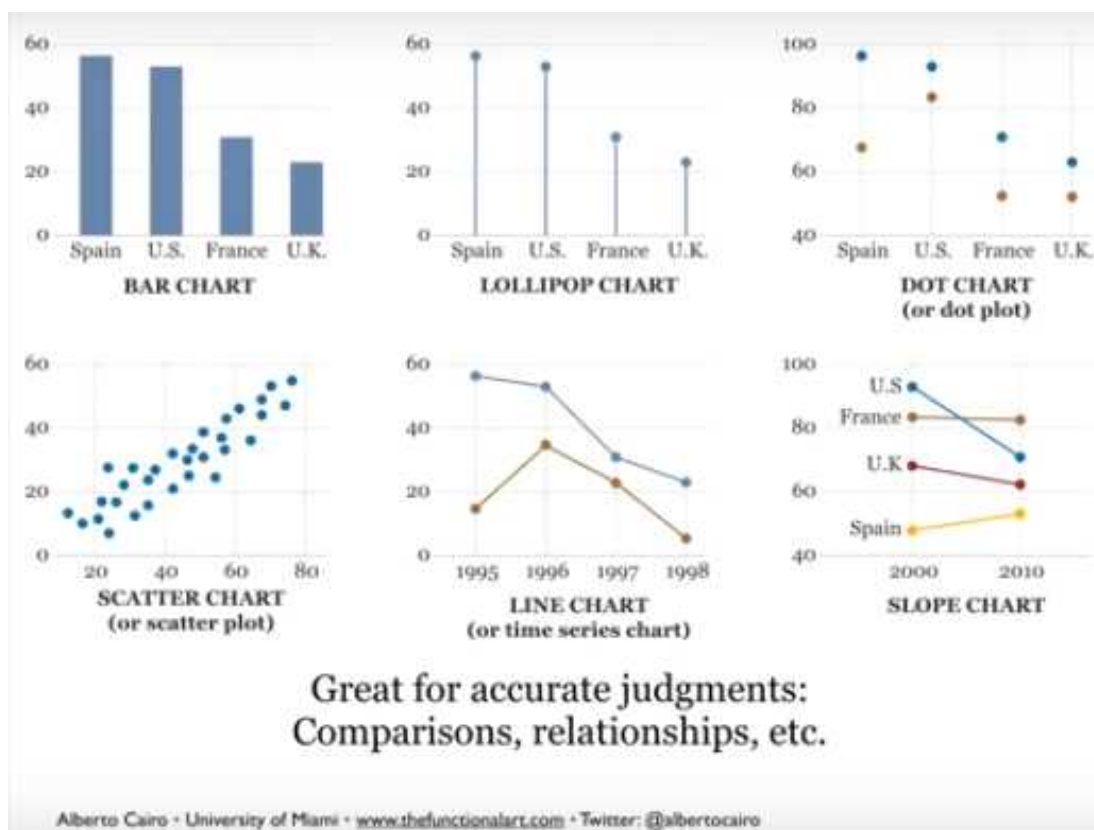 60
40
20
0
Spain U.S. France U.K.
BAR CHART
60
40
20
0
Spain U.S. France U.K.
LOLLIPOP CHART
100
80
60
40
Spain U.S. France U.K.
DOT CHART
(or dot plot)
60
40
20
0
20 40 60 80
SCATTER CHART
(or scatter plot)
60
40
20
0
1995 1996 1997 1998
LINE CHART
(or time series chart)
100
80
60
40
U.S
France
U.K
Spain
2000 2010
SLOPE CHART
Great for accurate judgments:
Comparisons, relationships, etc.
Alberto Cairo • University of Miami • www.thefunctionalart.com • Twitter: @albertocairo